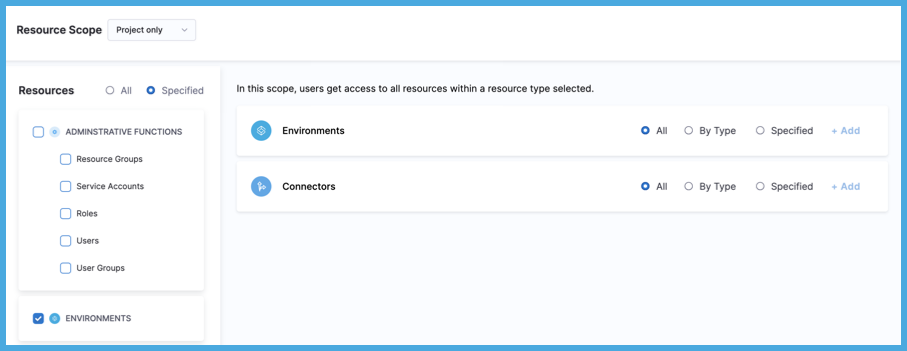 Resource Scope Project only
Resources All Specified
ADMINSTRATIVE FUNCTIONS
Resource Groups
Service Accounts
Roles
Users
User Groups
ENVIRONMENTS
In this scope, users get access to all resources within a resource type selected.
Environments All By Type Specified + Add
Connectors All By Type Specified + Add